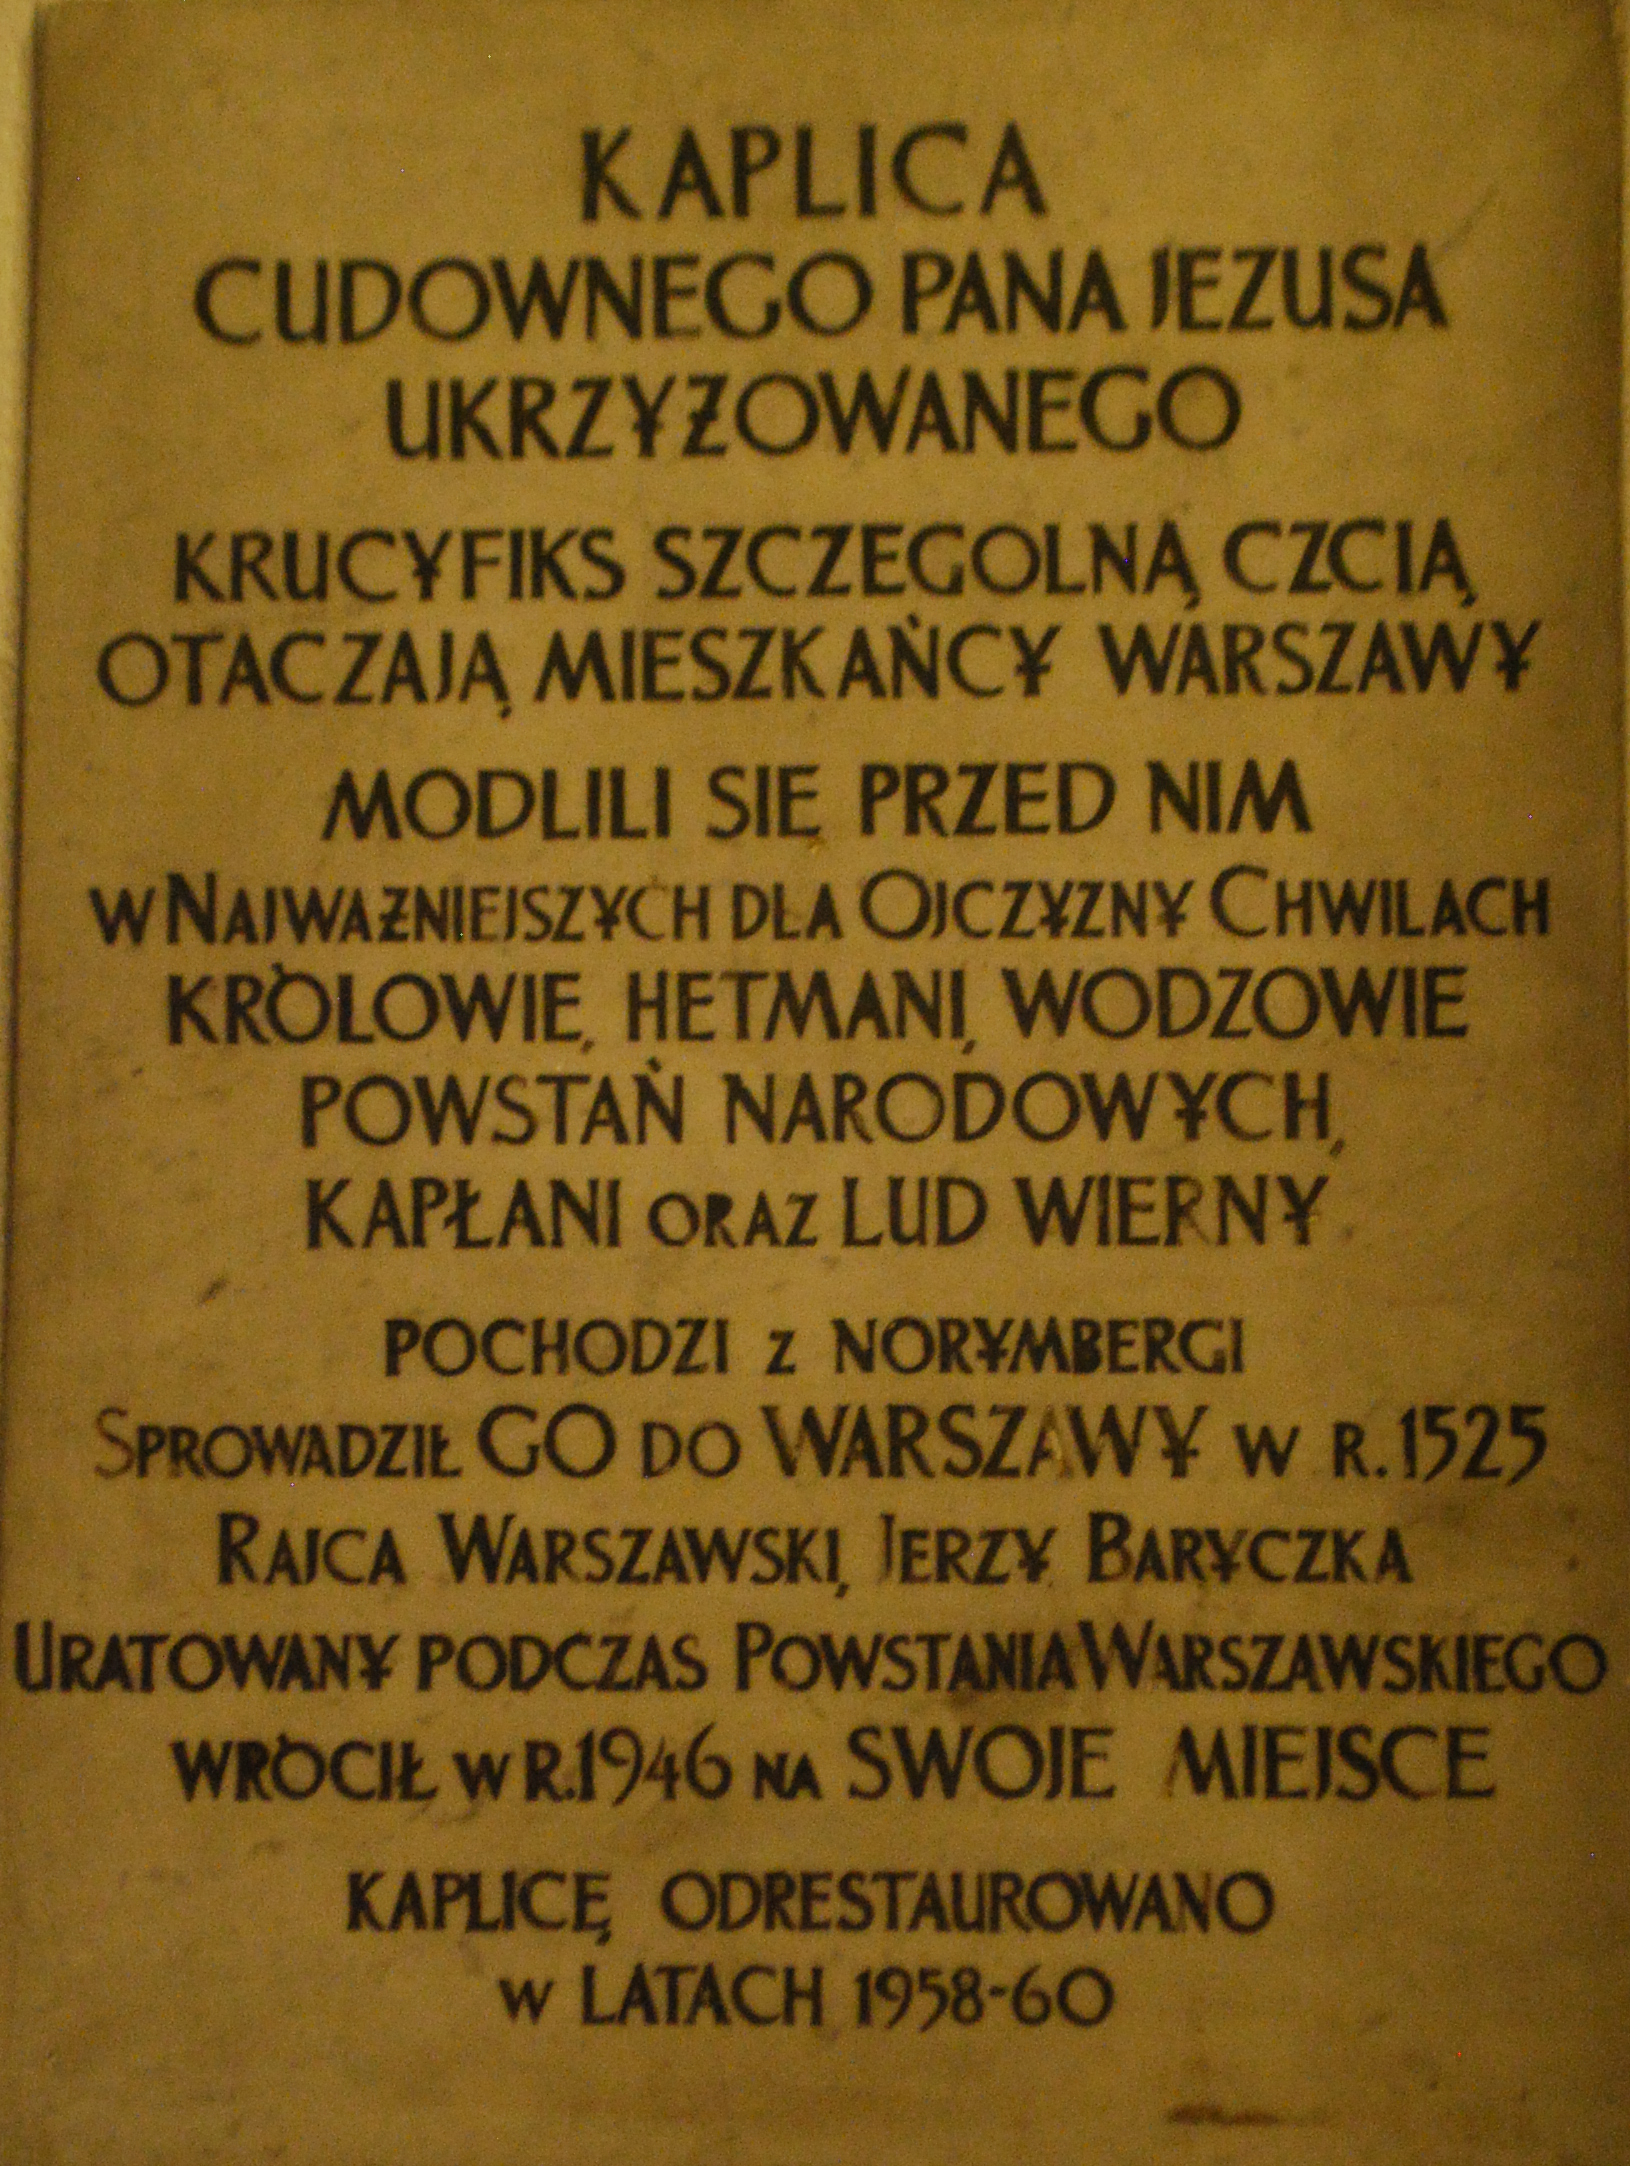 KAPLICA
CUDOWNEGO PANA JEZUSA
UKRZYŻOWANEGO
KRUCYFIKS SZCZEGOLNĄ CZCIĄ
OTACZAJĄ MIESZKAŃCY WARSZAWY
MODLILI SIĘ PRZED NIM
W NAJWAŻNIEJSZYCH DLA OJCZYZNY CHWILACH
KRÓLOWIE, HETMANI, WODZOWIE
POWSTAŃ NARODOWYCH,
KAPŁANI ORAZ LUD WIERNY
POCHODZI Z NORYMBERGI
SPROWADZIŁ GO DO WARSZAWY W R. 1525
RAJCA WARSZAWSKI, JERZY BARYCZKA
URATOWANY PODCZAS POWSTANIA WARSZAWSKIEGO
WRÓCIŁ W R.1946 NA SWOJE MIEJSCE
KAPLICĘ ODRESTAUROWANO
W LATACH 1958-60